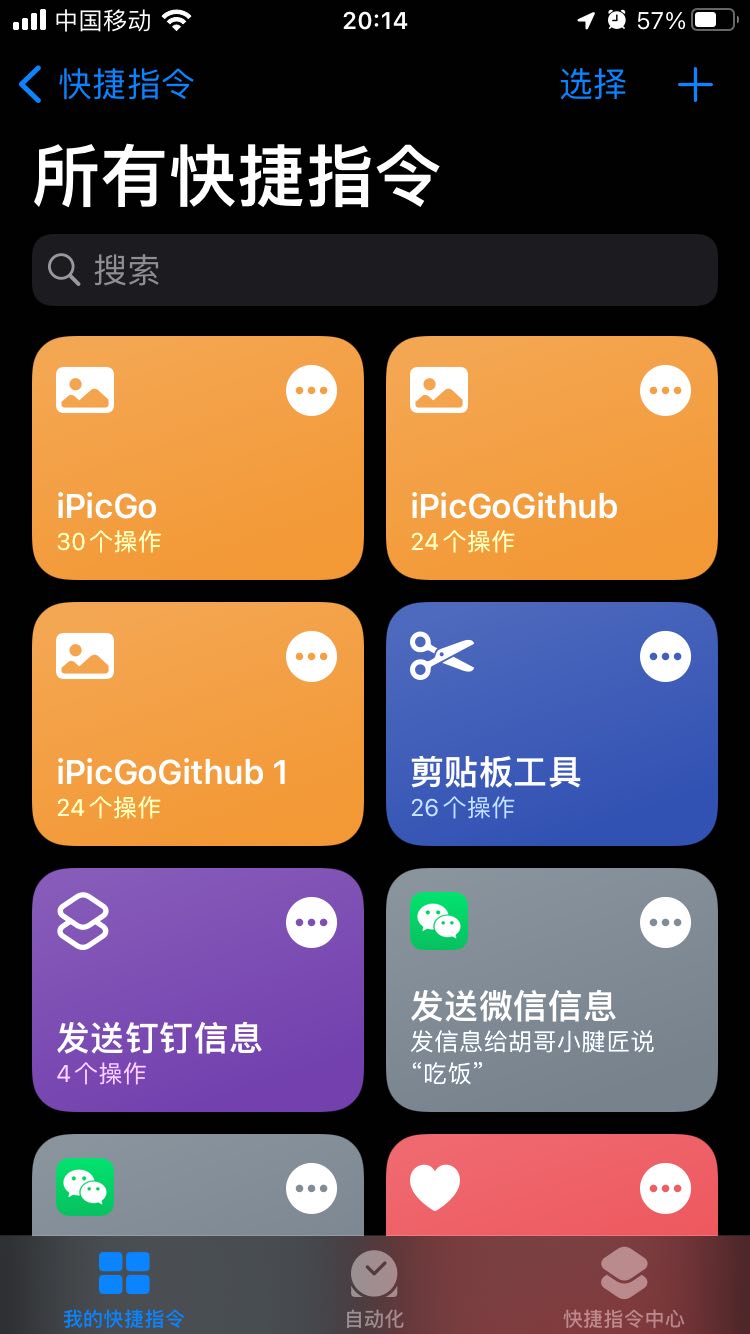 中国移动
20:14
57%
快捷指令
选择
所有快捷指令
搜索
iPicGo
30个操作
iPicGoGithub
24个操作
iPicGoGithub 1
24个操作
剪贴板工具
26个操作
发送钉钉信息
4个操作
发送微信信息
发信息给胡哥小腱匠说
“吃饭”
我的快捷指令
自动化
快捷指令中心